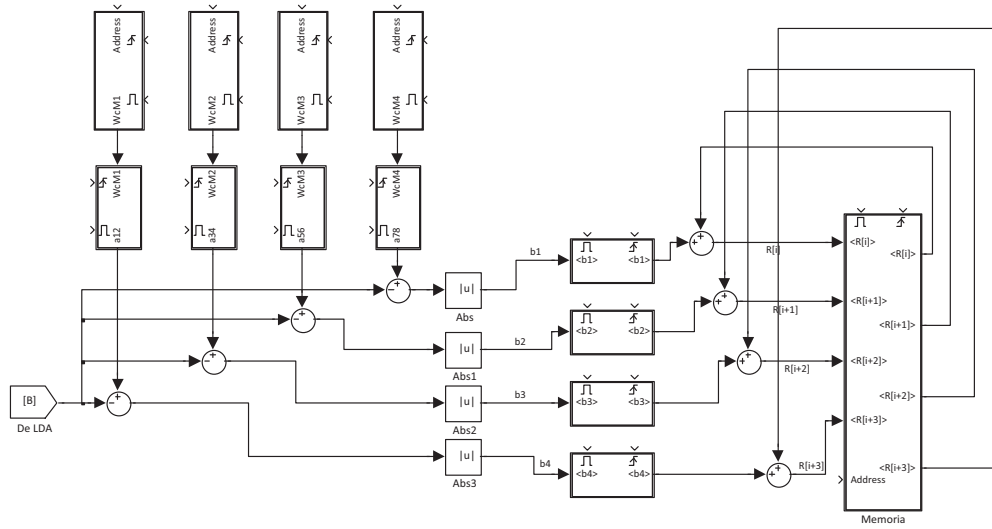 Address
WcM1
Address
WcM2
Address
WcM3
Address
WcM4
WcM1
a12
WcM2
a34
WcM3
a56
WcM4
a78
[B]
De LDA
|u|
Abs
|u|
Abs1
|u|
Abs2
|u|
Abs3
b1
b2
b3
b4
<b1> <b1>
<b2> <b2>
<b3> <b3>
<b4> <b4>
R[i]
R[i+1]
R[i+2]
R[i+3]
<R[i]>
<R[i]>
<R[i+1]>
<R[i+1]>
<R[i+2]>
<R[i+2]>
<R[i+3]>
<R[i+3]>
Address
Memoria